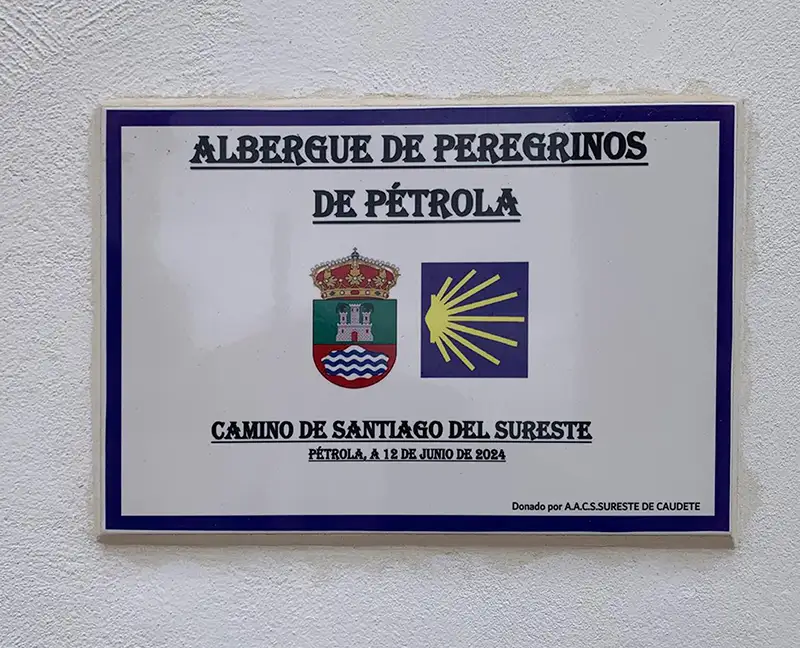 ALBERGUE DE PEREGRINOS
DE PÉTROLA
CAMINO DE SANTIAGO DEL SURESTE
PÉTROLA, A 12 DE JUNIO DE 2024
Donado por A.A.C.S.SURESTE DE CAUDETE